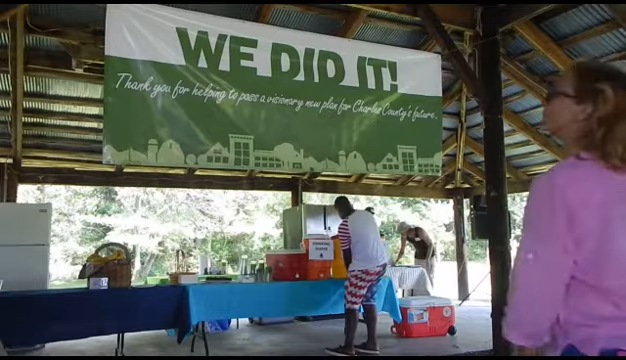 WE DID IT!
Thank you for helping to pass a visionary new plan for Charles County's future.